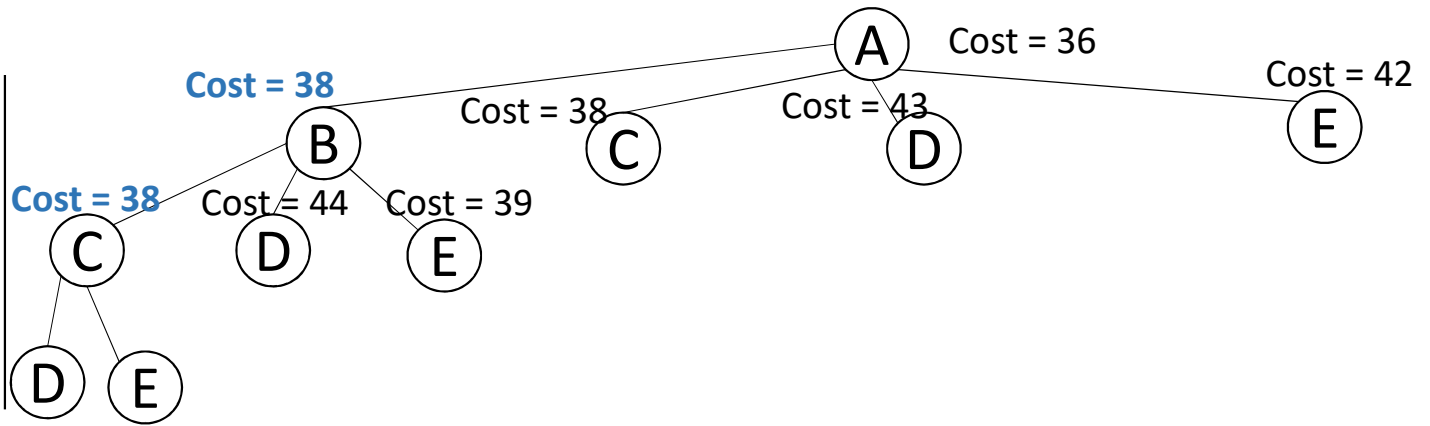 A
Cost = 36
Cost = 42
Cost = 38
Cost = 38
Cost = 43
B
C
D
E
Cost = 38
Cost = 44
Cost = 39
C
D
E
D
E